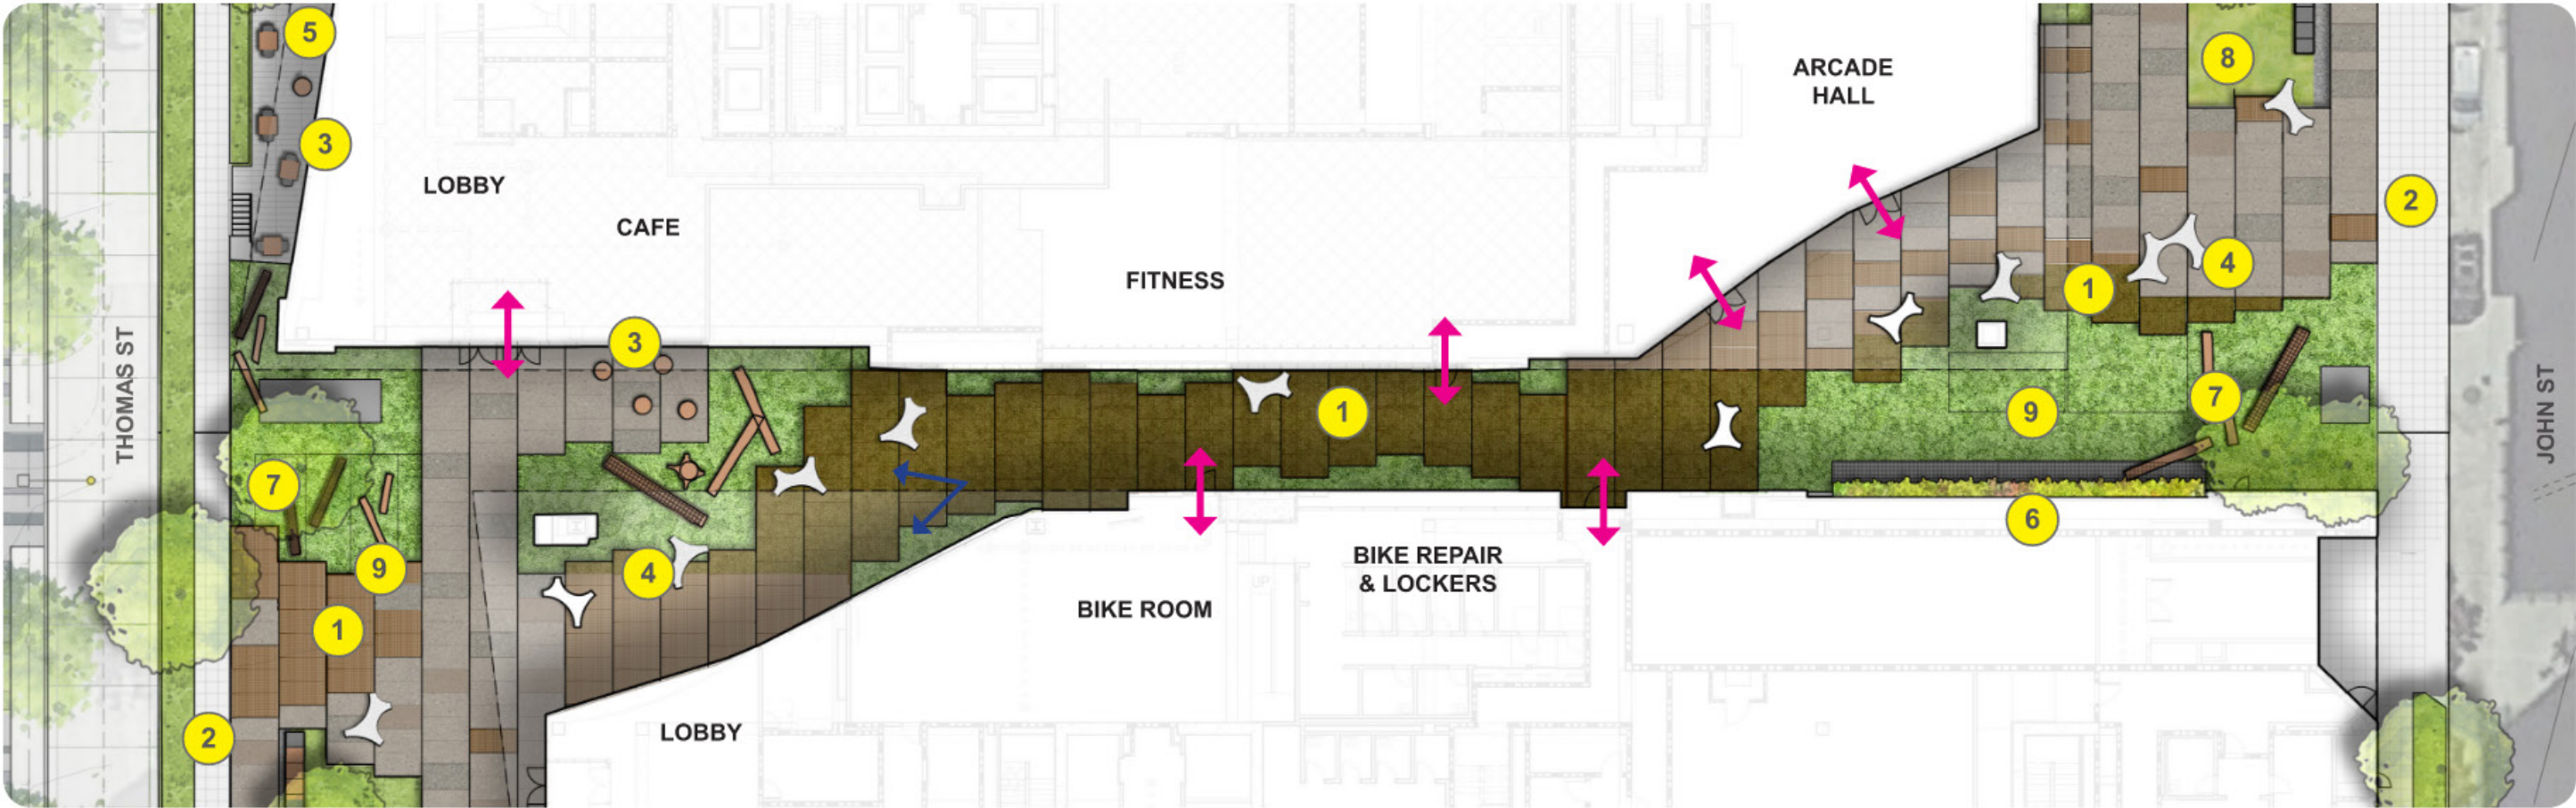 5
3
8
ARCADE
HALL
2
LOBBY
CAFE
FITNESS
4
1
3
THOMAS ST
JOHN ST
1
9
7
7
6
9
4
1
BIKE REPAIR
& LOCKERS
BIKE ROOM
LOBBY
2